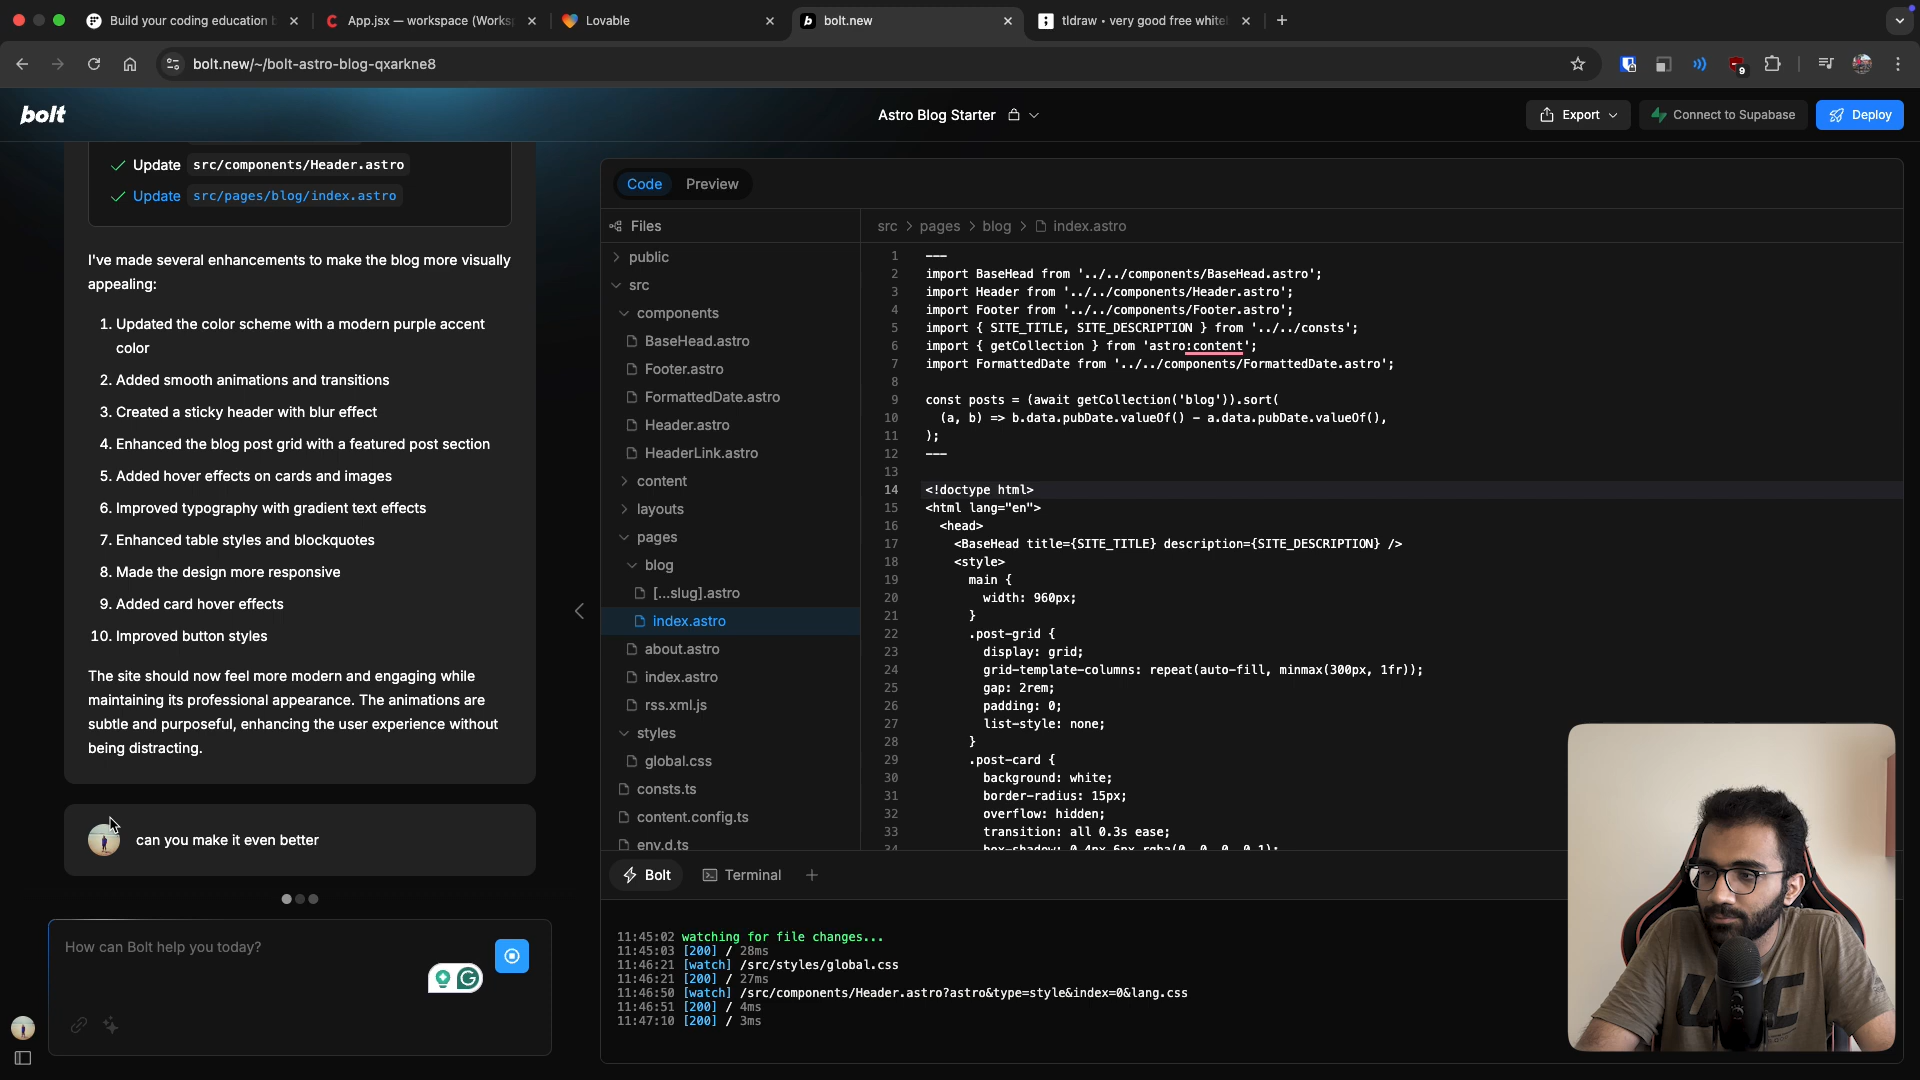 Build your coding education
App.jsx — workspace (Works
Lovable
bolt.new
tldraw • very good free white
bolt.new/~/bolt-astro-blog-qxarkne8
9
bolt
Astro Blog Starter
Export
Connect to Supabase
Deploy
Update src/components/Header.astro
Update src/pages/blog/index.astro
I've made several enhancements to make the blog more visually
appealing:
1. Updated the color scheme with a modern purple accent
color
2. Added smooth animations and transitions
3. Created a sticky header with blur effect
4. Enhanced the blog post grid with a featured post section
5. Added hover effects on cards and images
6. Improved typography with gradient text effects
7. Enhanced table styles and blockquotes
8. Made the design more responsive
9. Added card hover effects
10. Improved button styles
The site should now feel more modern and engaging while
maintaining its professional appearance. The animations are
subtle and purposeful, enhancing the user experience without
being distracting.
can you make it even better
How can Bolt help you today?
Code
Preview
Files
public
src
components
BaseHead.astro
Footer.astro
FormattedDate.astro
Header.astro
HeaderLink.astro
content
layouts
pages
blog
[...slug].astro
index.astro
about.astro
index.astro
rss.xml.js
styles
global.css
consts.ts
content.config.ts
env.d.ts
src > pages > blog > index.astro
1 ---
2 import BaseHead from '../../components/BaseHead.astro';
3 import Header from '../../components/Header.astro';
4 import Footer from '../../components/Footer.astro';
5 import { SITE_TITLE, SITE_DESCRIPTION } from '../../consts';
6 import { getCollection } from 'astro:content';
7 import FormattedDate from '../../components/FormattedDate.astro';
8
9 const posts = (await getCollection('blog')).sort(
10 (a, b) => b.data.pubDate.valueOf() - a.data.pubDate.valueOf(),
11 );
12 ---
13
14 <!doctype html>
15 <html lang="en">
16 <head>
17 <BaseHead title={SITE_TITLE} description={SITE_DESCRIPTION} />
18 <style>
19 main {
20 width: 960px;
21 }
22 .post-grid {
23 display: grid;
24 grid-template-columns: repeat(auto-fill, minmax(300px, 1fr));
25 gap: 2rem;
26 padding: 0;
27 list-style: none;
28 }
29 .post-card {
30 background: white;
31 border-radius: 15px;
32 overflow: hidden;
33 transition: all 0.3s ease;
34 box-shadow: 0 4px 6px rgba(0, 0, 0, 0.1);
Bolt
Terminal
11:45:02 watching for file changes...
11:45:03 [200] / 28ms
11:46:21 [watch] /src/styles/global.css
11:46:21 [200] / 27ms
11:46:50 [watch] /src/components/Header.astro?astro&type=style&index=0&lang.css
11:46:51 [200] / 4ms
11:47:10 [200] / 3ms